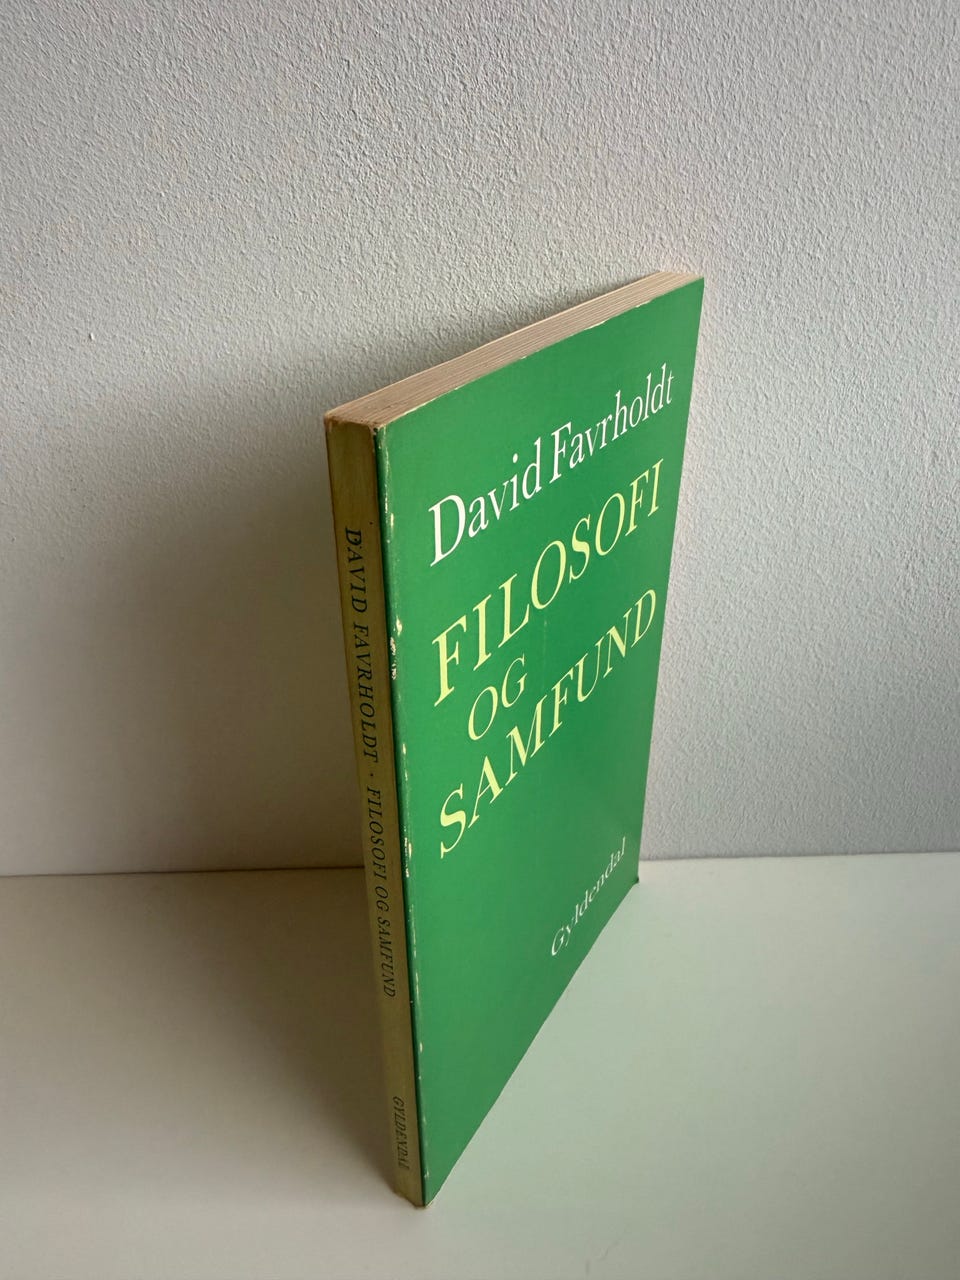 David Favrholdt
FILOSOFI
OG
SAMFUND
Gyldendal
DAVID FAVRHOLDT · FILOSOFI OG SAMFUND
GYLDENDAL